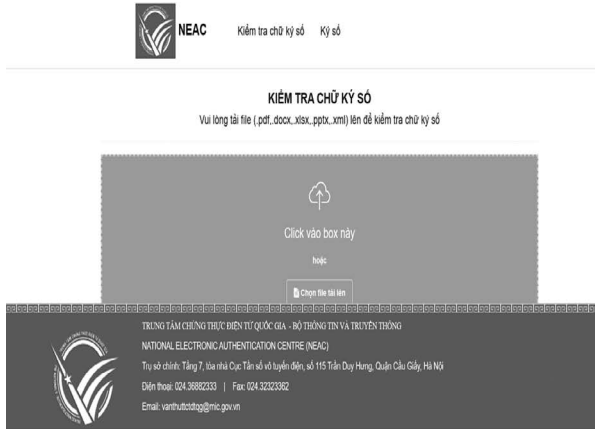 NEAC Kiểm tra chữ ký số Ký số
KIỂM TRA CHỮ KÝ SỐ
Vui lòng tải file (.pdf,.docx,.xlsx,.pptx,.xml) lên để kiểm tra chữ ký số
Click vào box này
hoặc
Chọn file tải lên
TRUNG TÂM CHỨNG THỰC ĐIỆN TỬ QUỐC GIA - BỘ THÔNG TIN VÀ TRUYỀN THÔNG
NATIONAL ELECTRONIC AUTHENTICATION CENTRE (NEAC)
Trụ sở chính: Tầng 7, tòa nhà Cục Tần số vô tuyến điện, số 115 Trần Duy Hưng, Quận Cầu Giấy, Hà Nội
Điện thoại: 024.36882333 | Fax: 024.32323362
Email: vanthuttctdtqg@mic.gov.vn